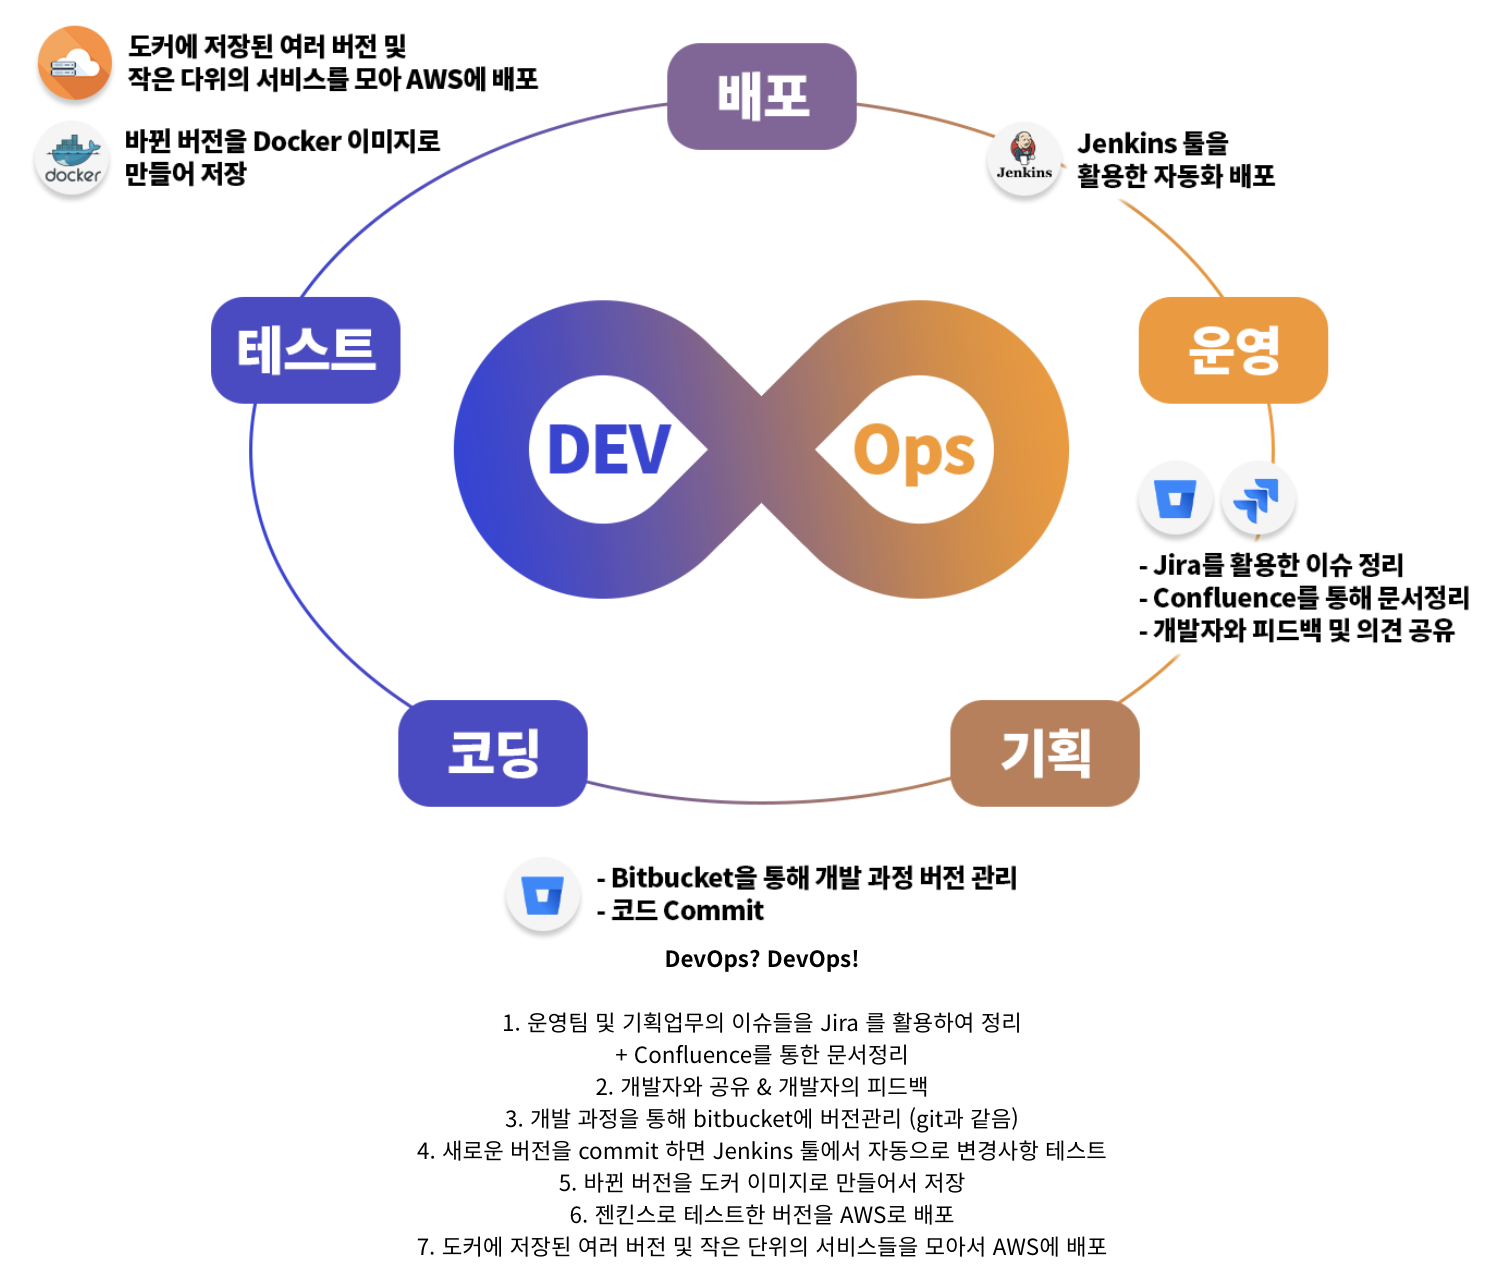 도커에 저장된 여러 버전 및
작은 다위의 서비스를 모아 AWS에 배포
배포
바뀐 버전을 Docker 이미지로
만들어 저장
docker
Jenkins
Jenkins 툴을
활용한 자동화 배포
테스트
운영
DEV
Ops
- Jira를 활용한 이슈 정리
- Confluence를 통해 문서정리
- 개발자와 피드백 및 의견 공유
코딩
기획
- Bitbucket을 통해 개발 과정 버전 관리
- 코드 Commit
DevOps? DevOps!
1. 운영팀 및 기획업무의 이슈들을 Jira 를 활용하여 정리
+ Confluence를 통한 문서정리
2. 개발자와 공유 & 개발자의 피드백
3. 개발 과정을 통해 bitbucket에 버전관리 (git과 같음)
4. 새로운 버전을 commit 하면 Jenkins 툴에서 자동으로 변경사항 테스트
5. 바뀐 버전을 도커 이미지로 만들어서 저장
6. 젠킨스로 테스트한 버전을 AWS로 배포
7. 도커에 저장된 여러 버전 및 작은 단위의 서비스들을 모아서 AWS에 배포